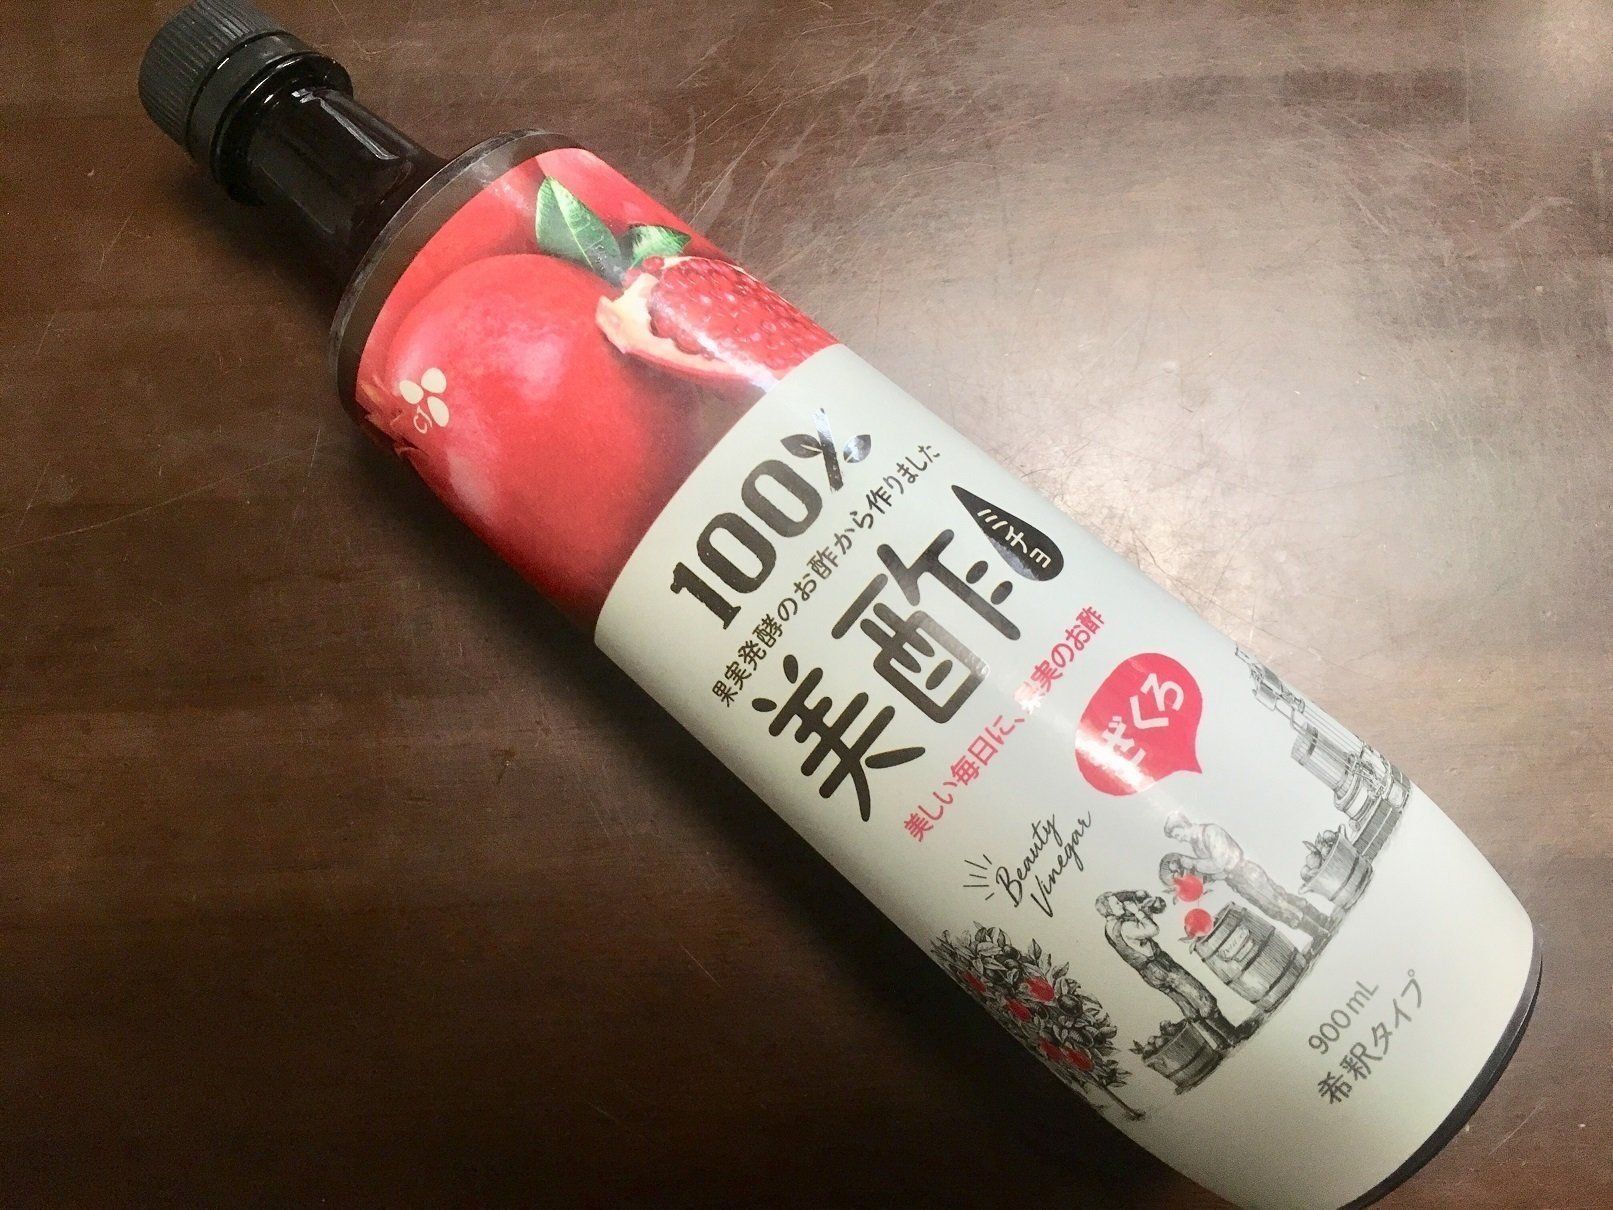 CJ
100%
果実発酵のお酢から作りました
美酢
ミチョ
美しい毎日に、果実のお酢
ざくろ
Beauty
Vinegar
900mL
希釈タイプ